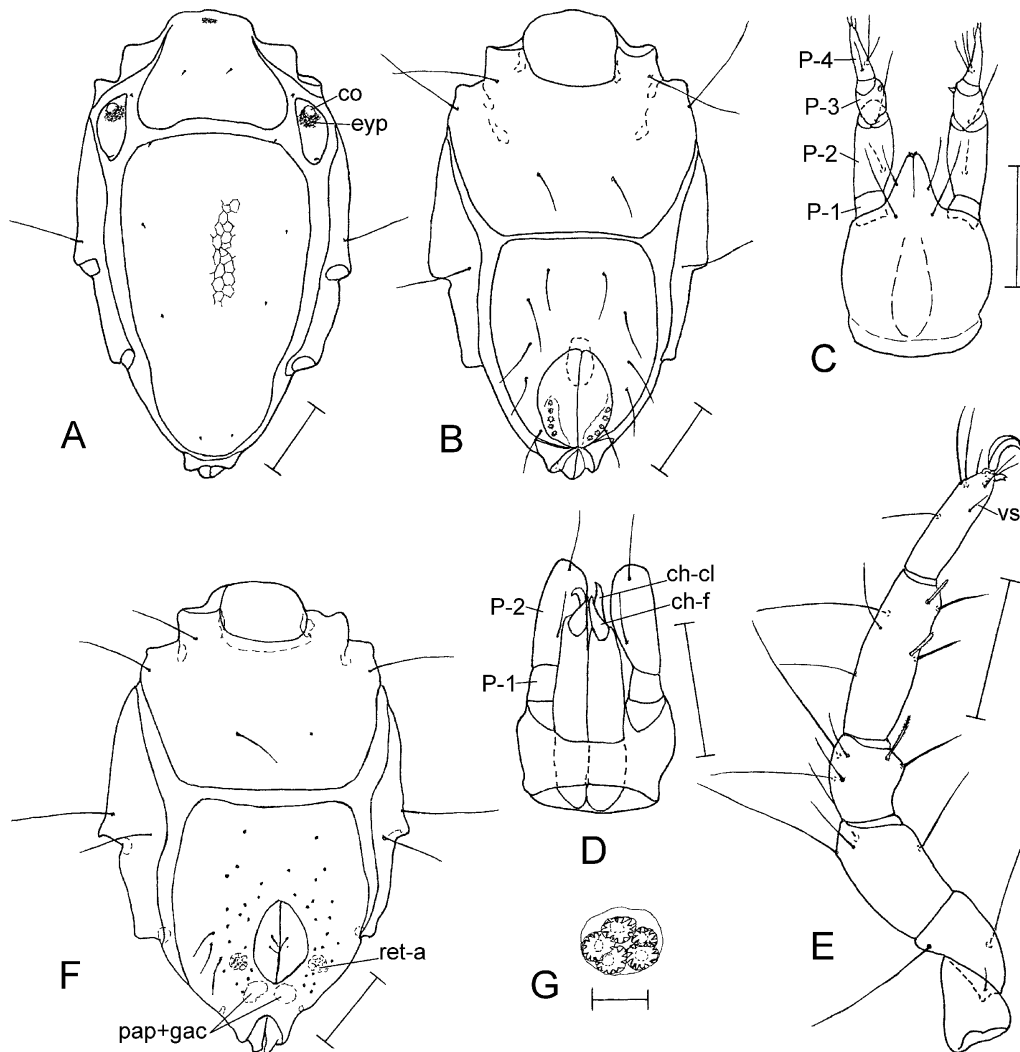 co
eyp
A
B
P-4
P-3
P-2
P-1
C
ch-cl
ch-f
P-2
P-1
D
vs
E
ret-a
pap+gac
F
G